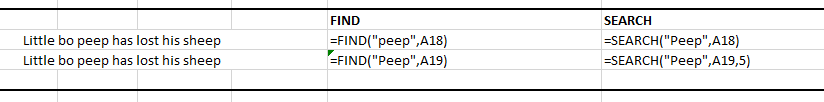 FIND SEARCH
Little bo peep has lost his sheep =FIND("peep",A18) =SEARCH("Peep",A18)
Little bo peep has lost his sheep =FIND("Peep",A19) =SEARCH("Peep",A19,5)